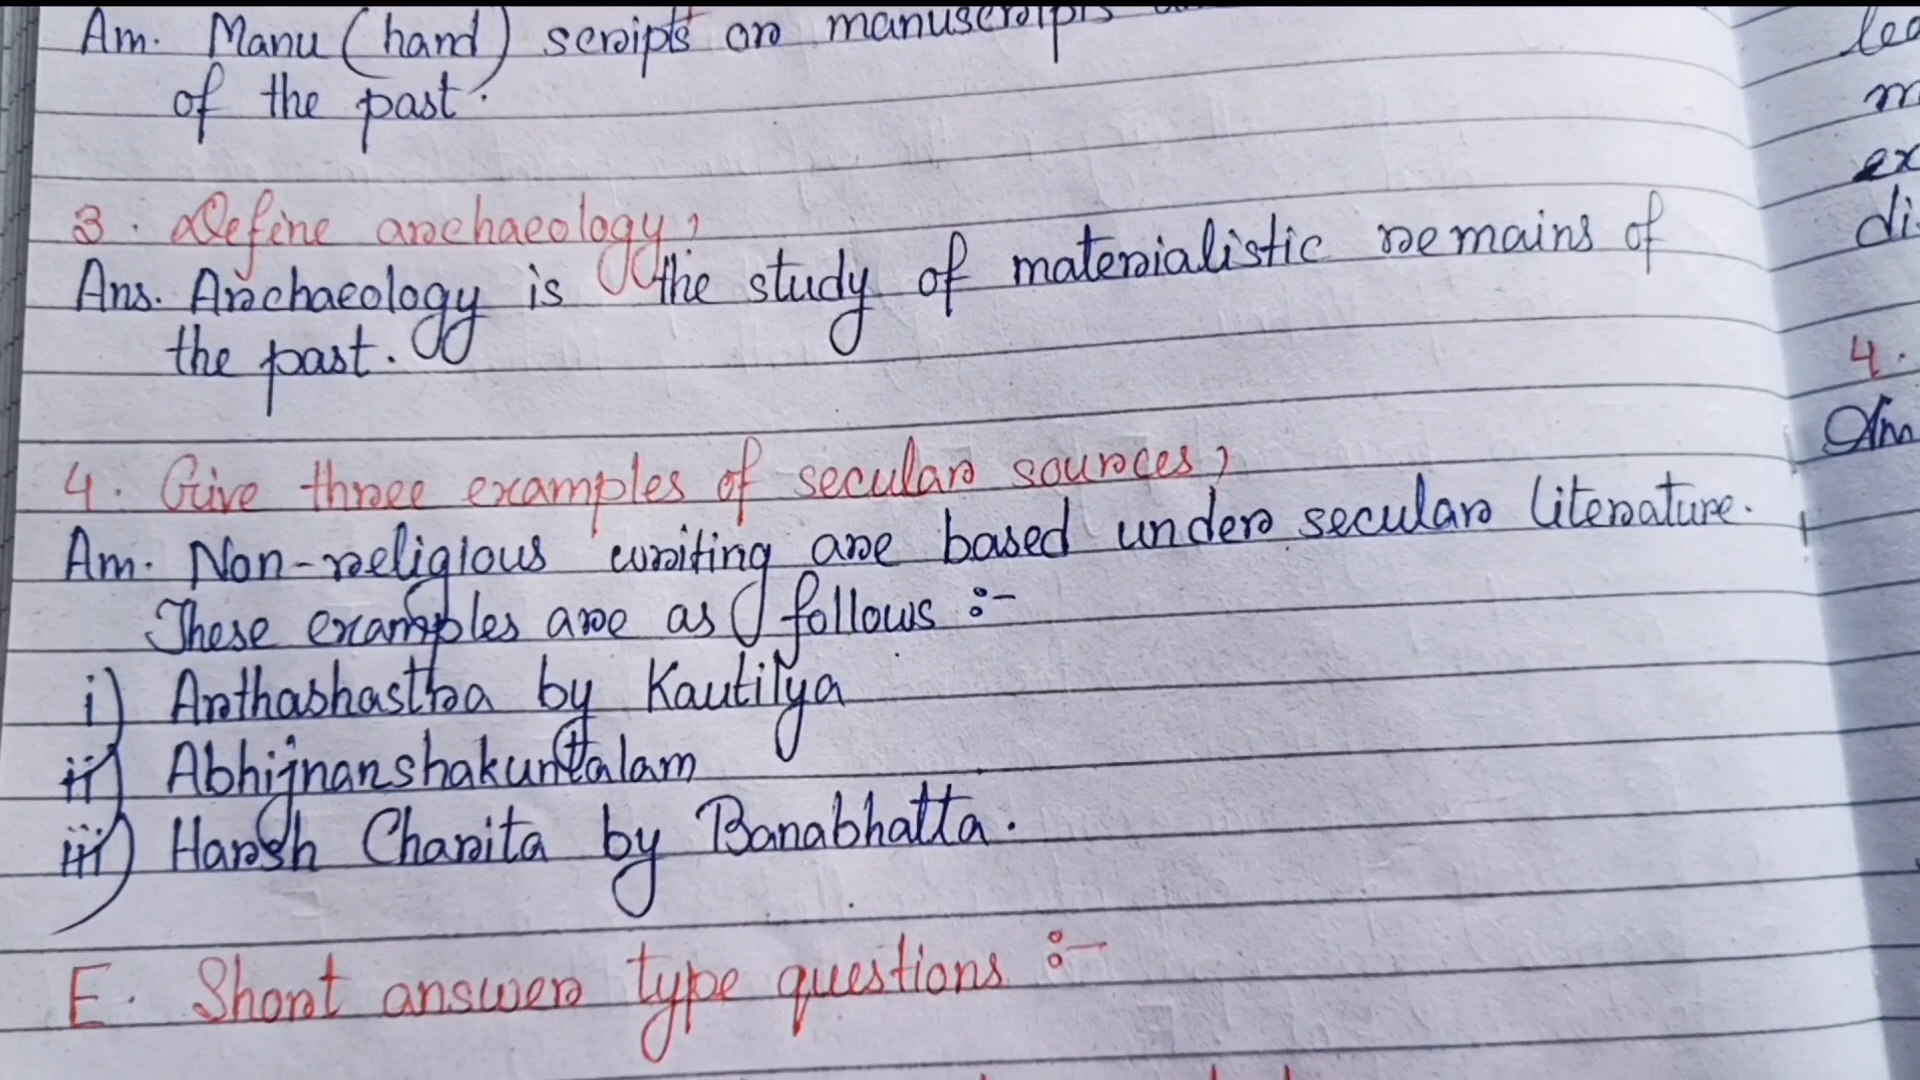 Ans. Manu (hand) scripts or manuscripts
of the past.
3. Define archaeology?
Ans. Archaeology is the study of materialistic remains of
the past.
4. Give three examples of secular sources?
Ans. Non-religious writing are based under secular literature.
These examples are as follows :-
i) Arthashastra by Kautilya
ii) Abhijnanshakuntalam
iii) Harsh Charita by Banabhatta.
E. Short answer type questions :-
4.
Ans